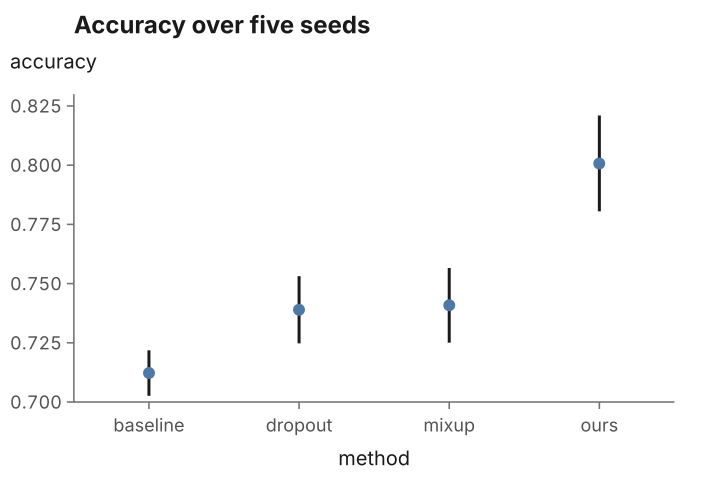 Accuracy over five seeds
accuracy
0.825
0.800
0.775
0.750
0.725
0.700
baseline dropout mixup ours
method